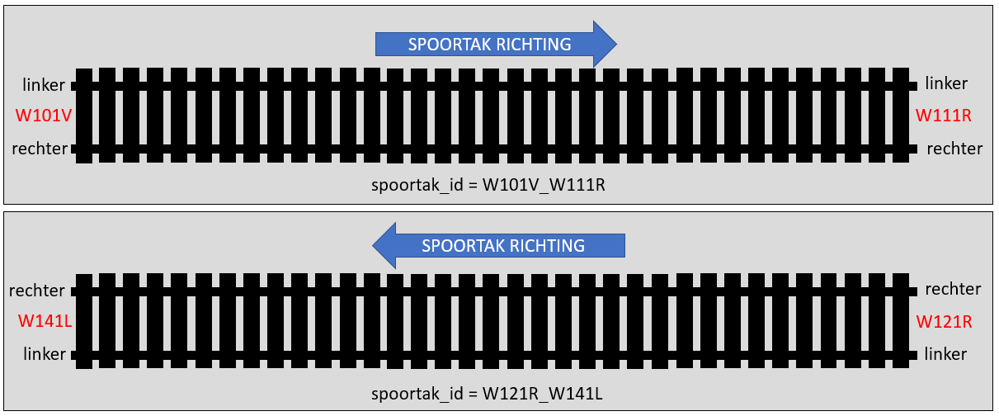 SPOORTAK RICHTING
linker linker
W101V W111R
rechter rechter
spoortak_id = W101V_W111R
SPOORTAK RICHTING
rechter rechter
W141L W121R
linker linker
spoortak_id = W121R_W141L